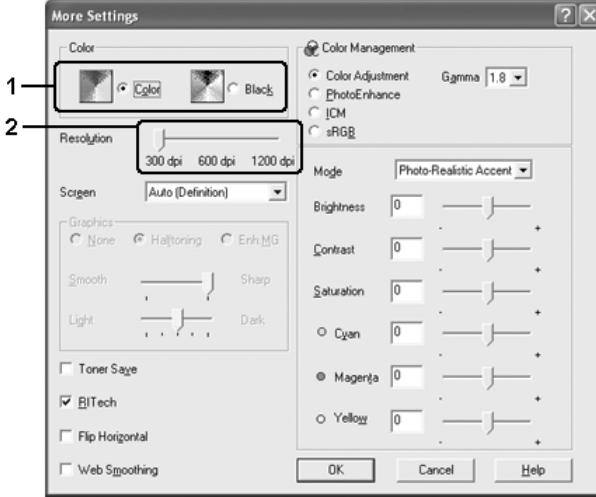 More Settings
Color
1
Color
Black
2
Resolution
300 dpi 600 dpi 1200 dpi
Screen
Auto (Definition)
Graphics
None Halftoning Enh.MG
Smooth Sharp
Light Dark
Toner Save
RITech
Flip Horizontal
Web Smoothing
Color Management
Color Adjustment
Gamma 1.8
PhotoEnhance
ICM
sRGB
Mode Photo-Realistic Accent
Brightness 0
- +
Contrast 0
- +
Saturation 0
- +
Cyan 0
- +
Magenta 0
- +
Yellow 0
- +
OK Cancel Help